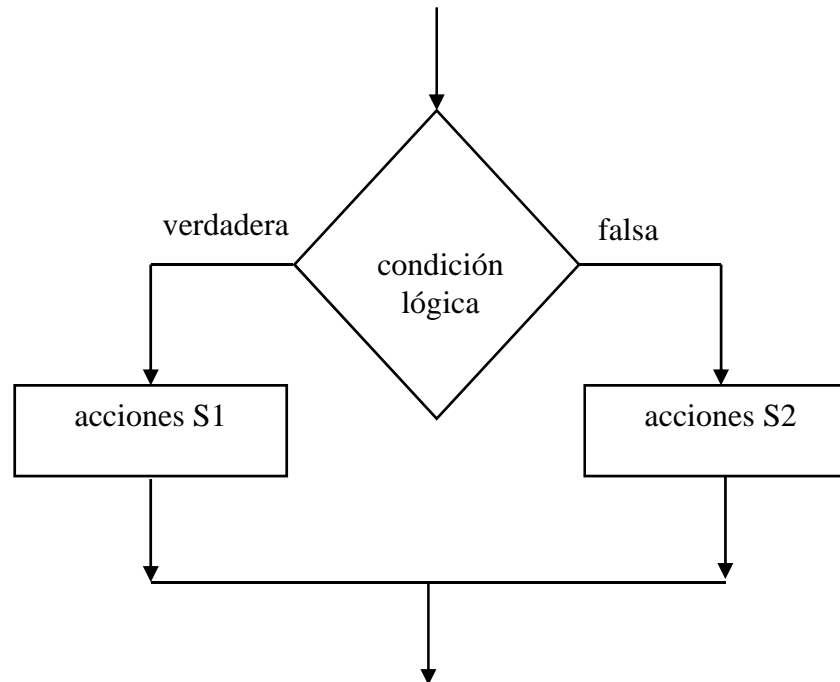 verdadera
falsa
condición
lógica
acciones S1
acciones S2